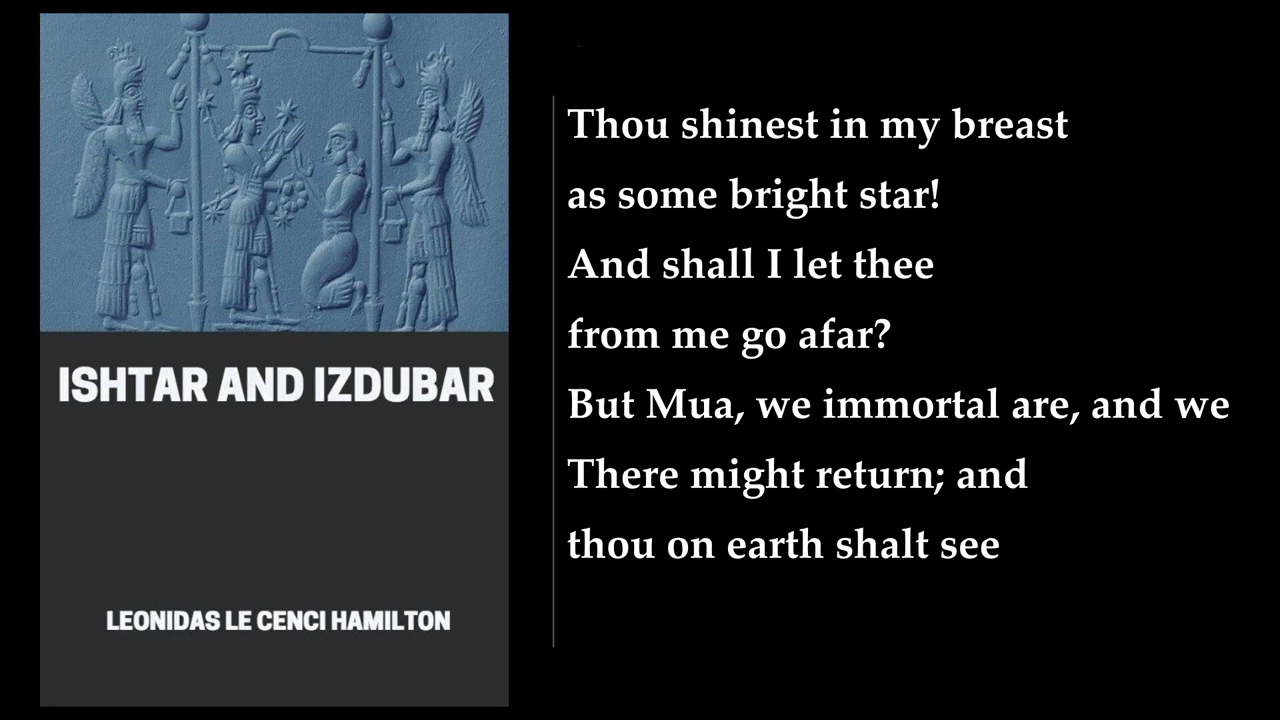 ISHTAR AND IZDUBAR
LEONIDAS LE CENCI HAMILTON
Thou shinest in my breast
as some bright star!
And shall I let thee
from me go afar?
But Mua, we immortal are, and we
There might return; and
thou on earth shalt see